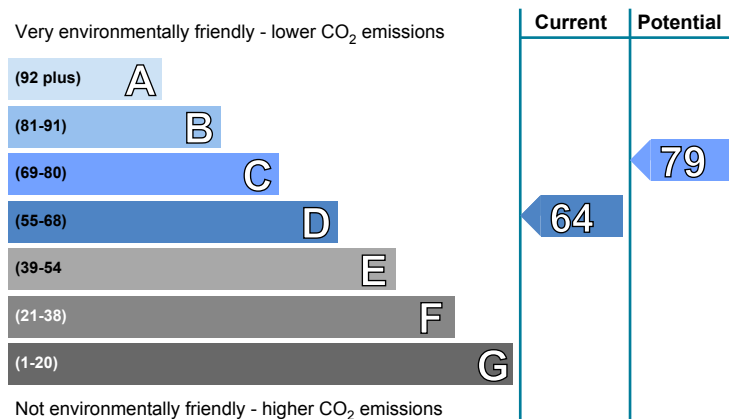 Current Potential
Very environmentally friendly - lower CO2 emissions
(92 plus) A
(81-91) B
(69-80) C
79
(55-68) D
64
(39-54 E
(21-38) F
(1-20) G
Not environmentally friendly - higher CO2 emissions